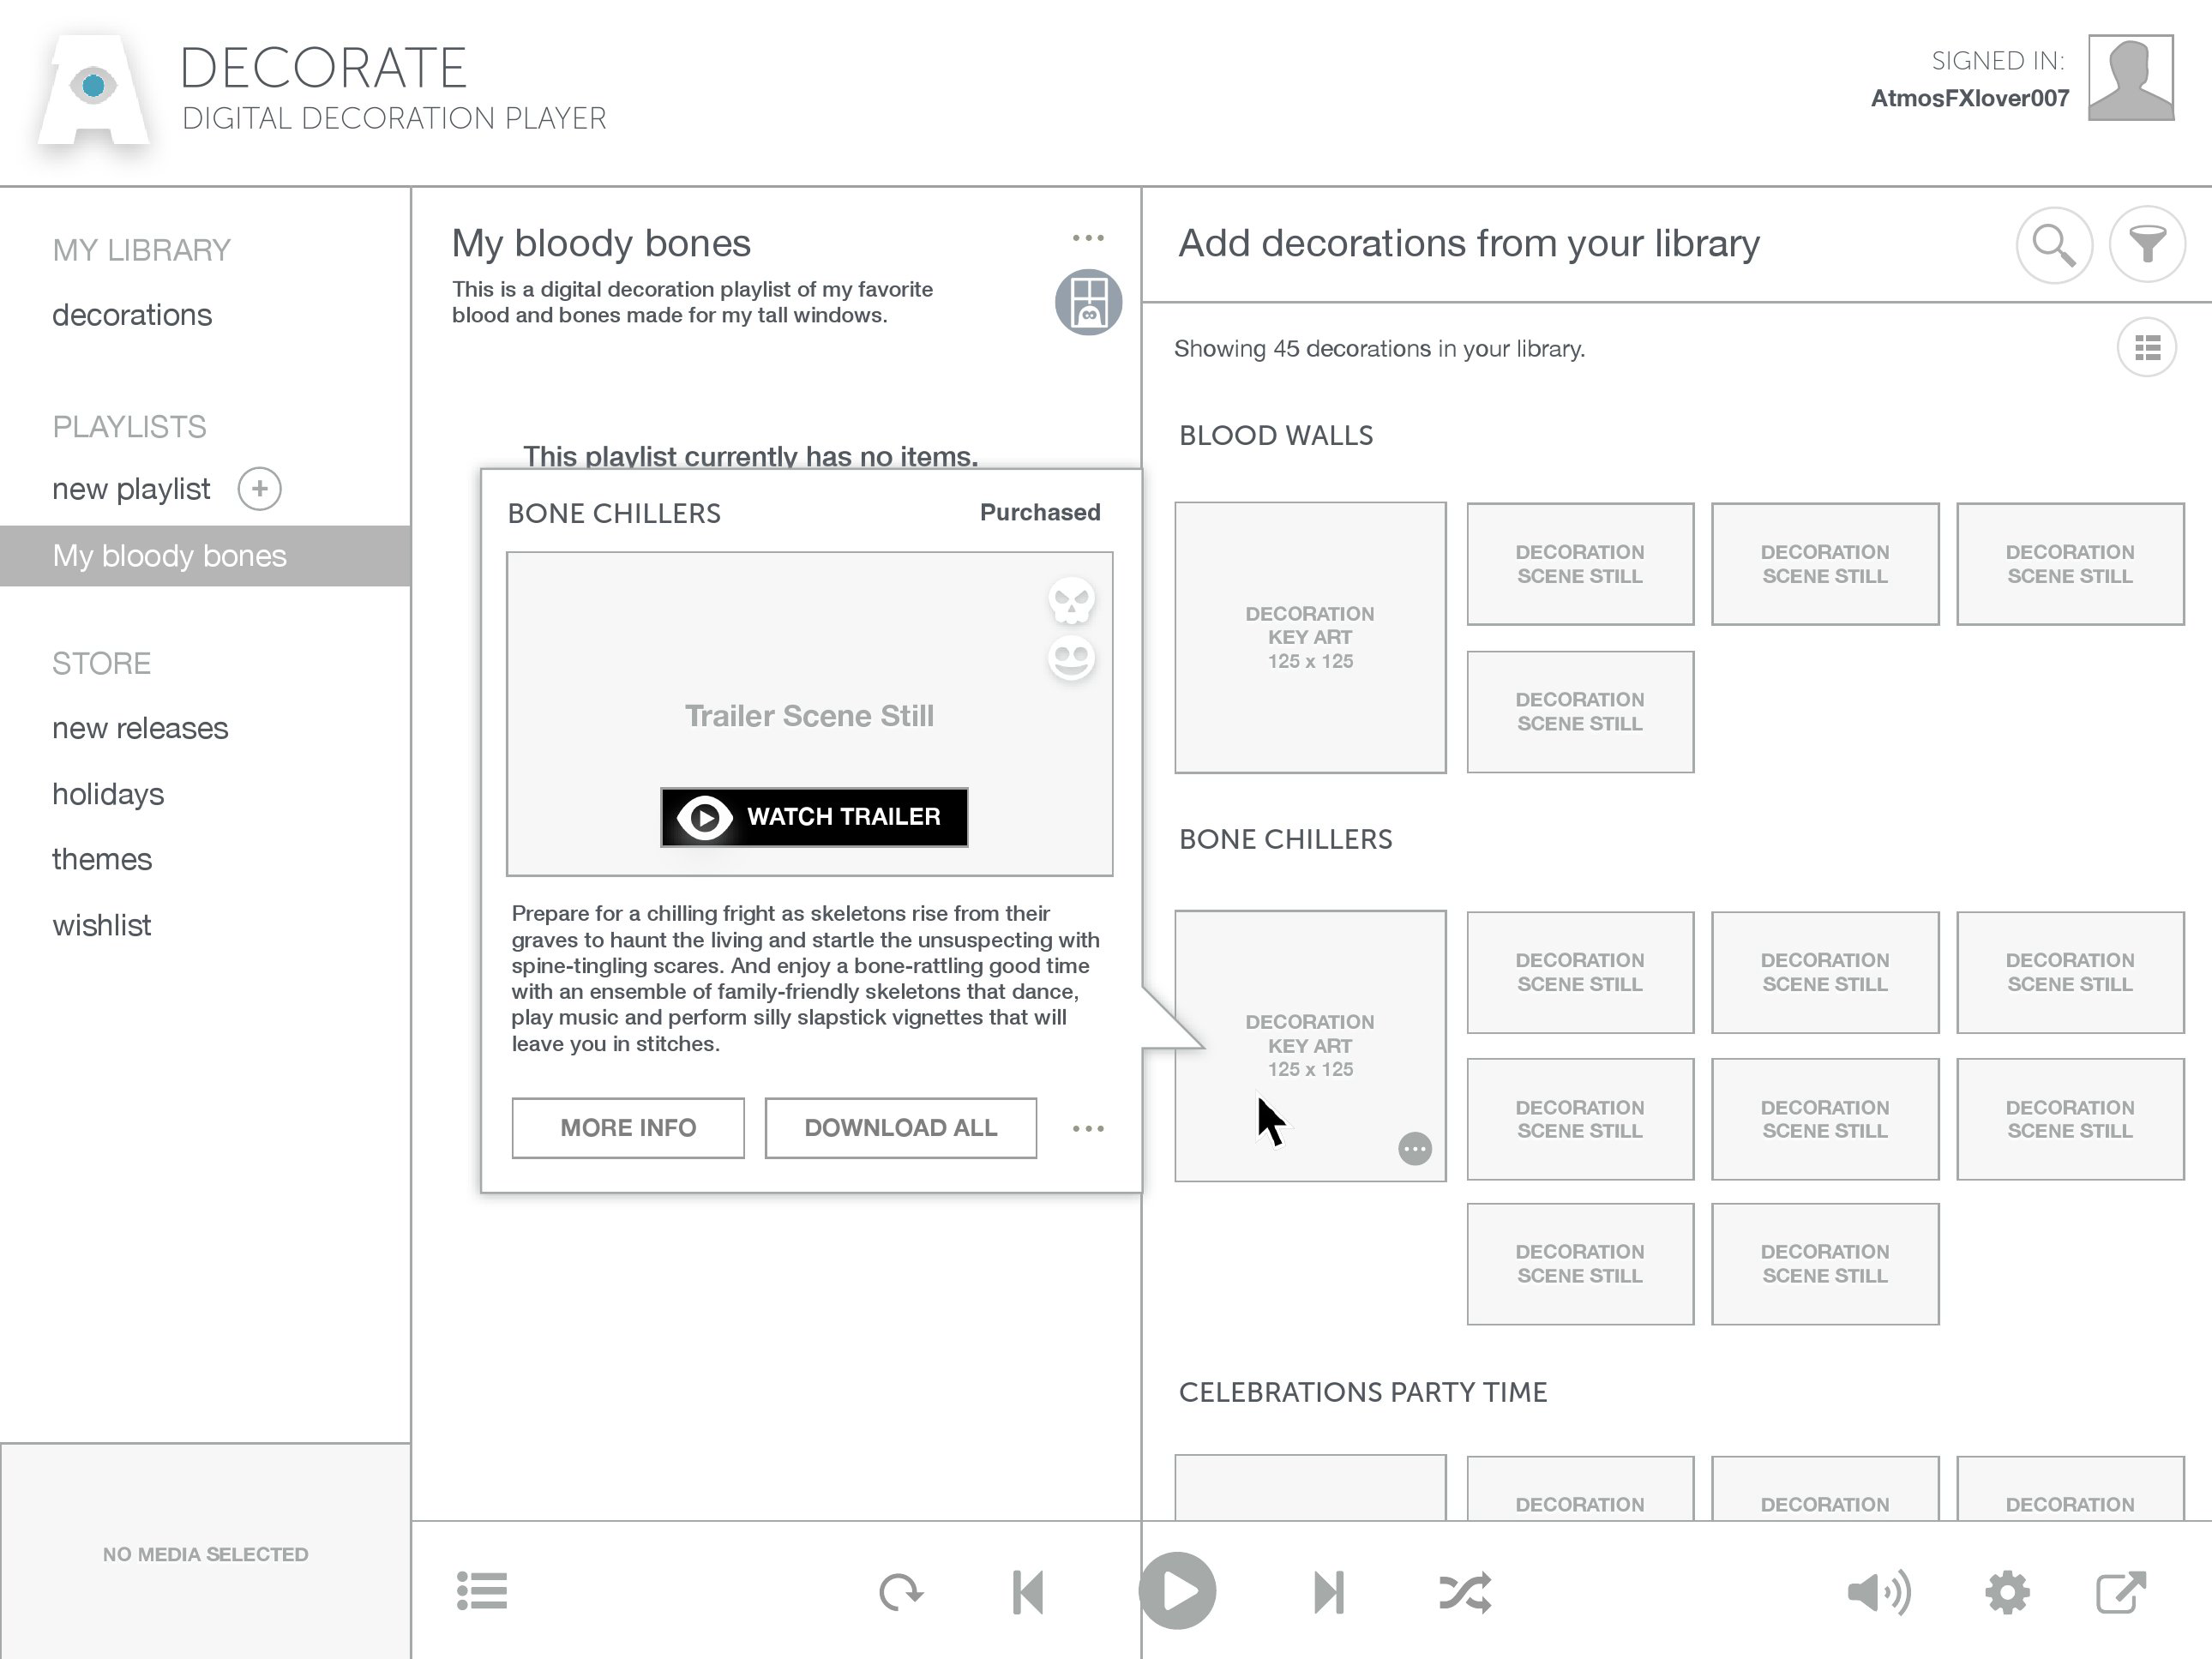 DECORATE
DIGITAL DECORATION PLAYER
SIGNED IN:
AtmosFXlover007
MY LIBRARY
decorations
PLAYLISTS
new playlist
My bloody bones
STORE
new releases
holidays
themes
wishlist
NO MEDIA SELECTED
My bloody bones
This is a digital decoration playlist of my favorite
blood and bones made for my tall windows.
This playlist currently has no items.
BONE CHILLERS
Purchased
Trailer Scene Still
WATCH TRAILER
Prepare for a chilling fright as skeletons rise from their
graves to haunt the living and startle the unsuspecting with
spine-tingling scares. And enjoy a bone-rattling good time
with an ensemble of family-friendly skeletons that dance,
play music and perform silly slapstick vignettes that will
leave you in stitches.
MORE INFO
DOWNLOAD ALL
Add decorations from your library
Showing 45 decorations in your library.
BLOOD WALLS
DECORATION
KEY ART
125 x 125
DECORATION
SCENE STILL
DECORATION
SCENE STILL
DECORATION
SCENE STILL
DECORATION
SCENE STILL
BONE CHILLERS
DECORATION
KEY ART
125 x 125
DECORATION
SCENE STILL
DECORATION
SCENE STILL
DECORATION
SCENE STILL
DECORATION
SCENE STILL
DECORATION
SCENE STILL
DECORATION
SCENE STILL
DECORATION
SCENE STILL
DECORATION
SCENE STILL
CELEBRATIONS PARTY TIME
DECORATION
DECORATION
DECORATION